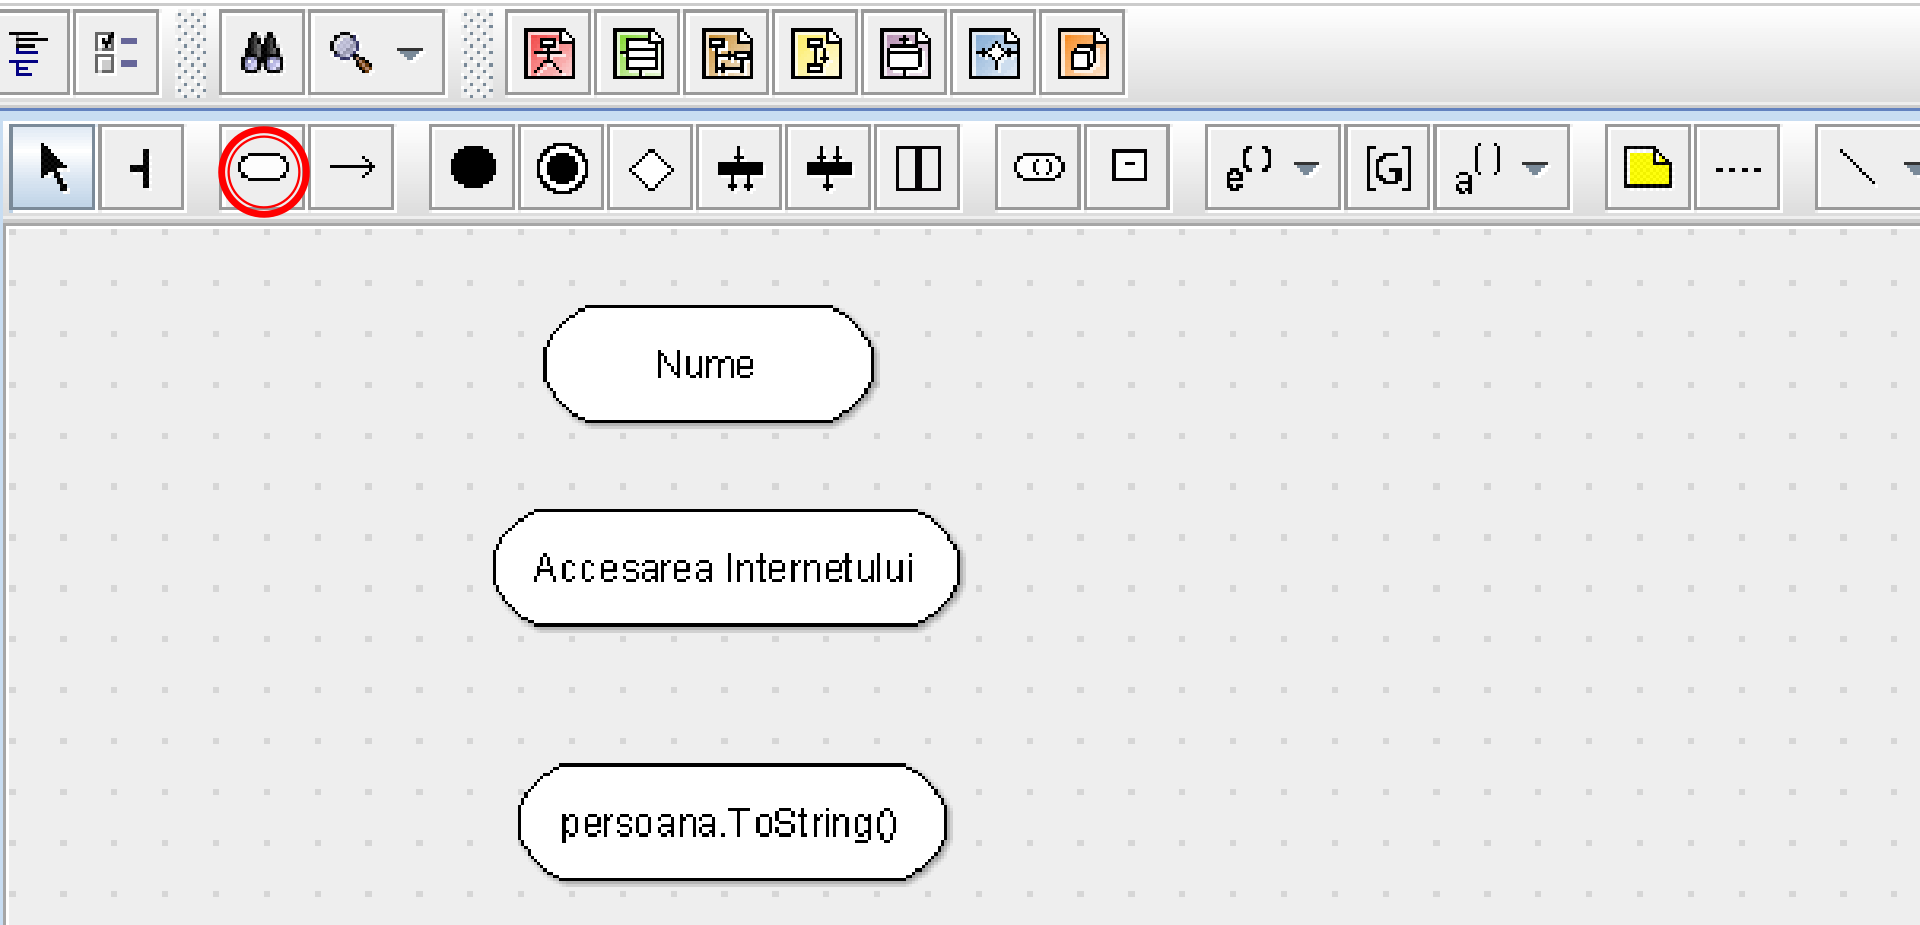 e()
[G]
a()
Nume
Accesarea Internetului
persoana.ToString()